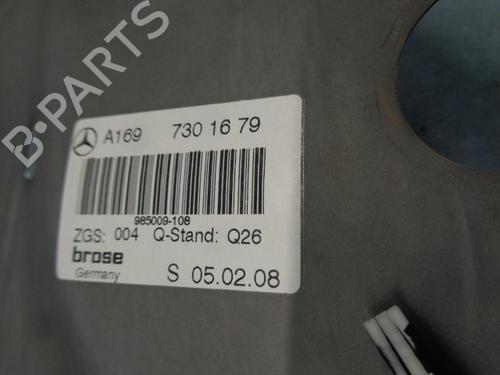 A169 730 16 79
985009-108
ZGS: 004 Q-Stand: Q26
brose
Germany
S 05.02.08
B-PARTS